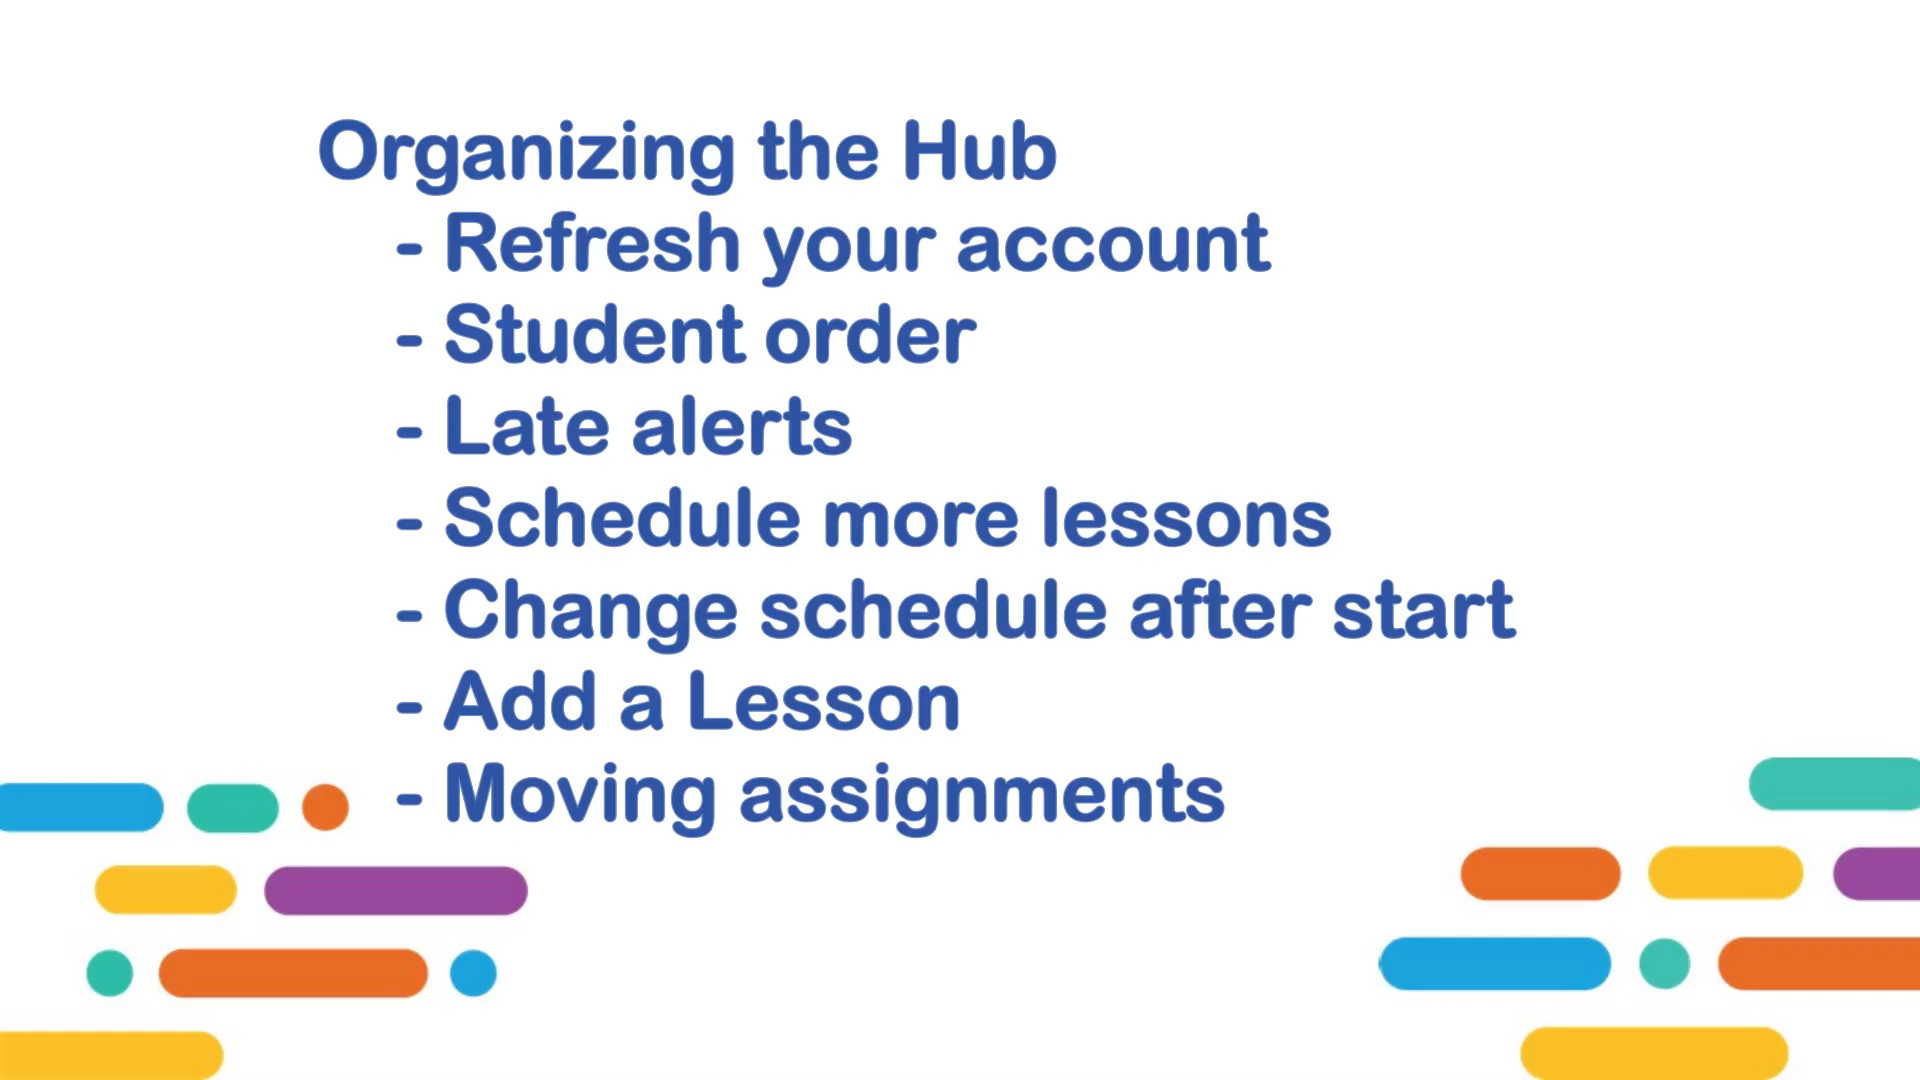 Organizing the Hub
- Refresh your account
- Student order
- Late alerts
- Schedule more lessons
- Change schedule after start
- Add a Lesson
- Moving assignments